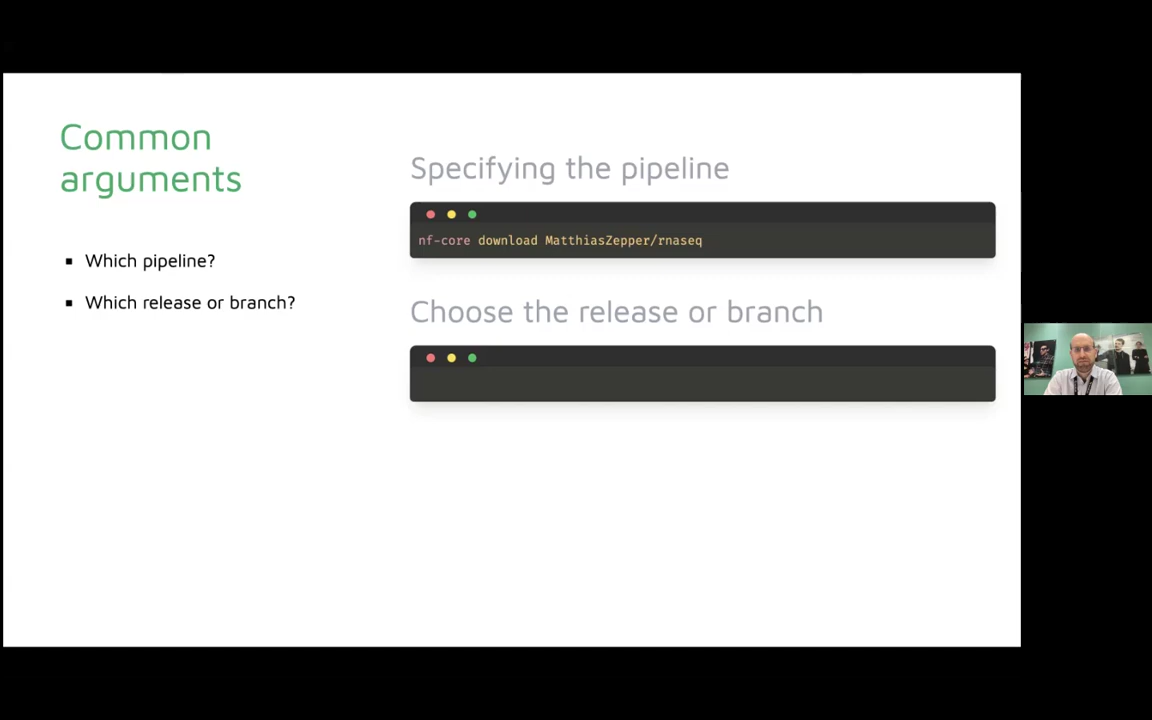 Common
arguments
▪ Which pipeline?
▪ Which release or branch?
Specifying the pipeline
nf-core download MatthiasZepper/rnaseq
Choose the release or branch